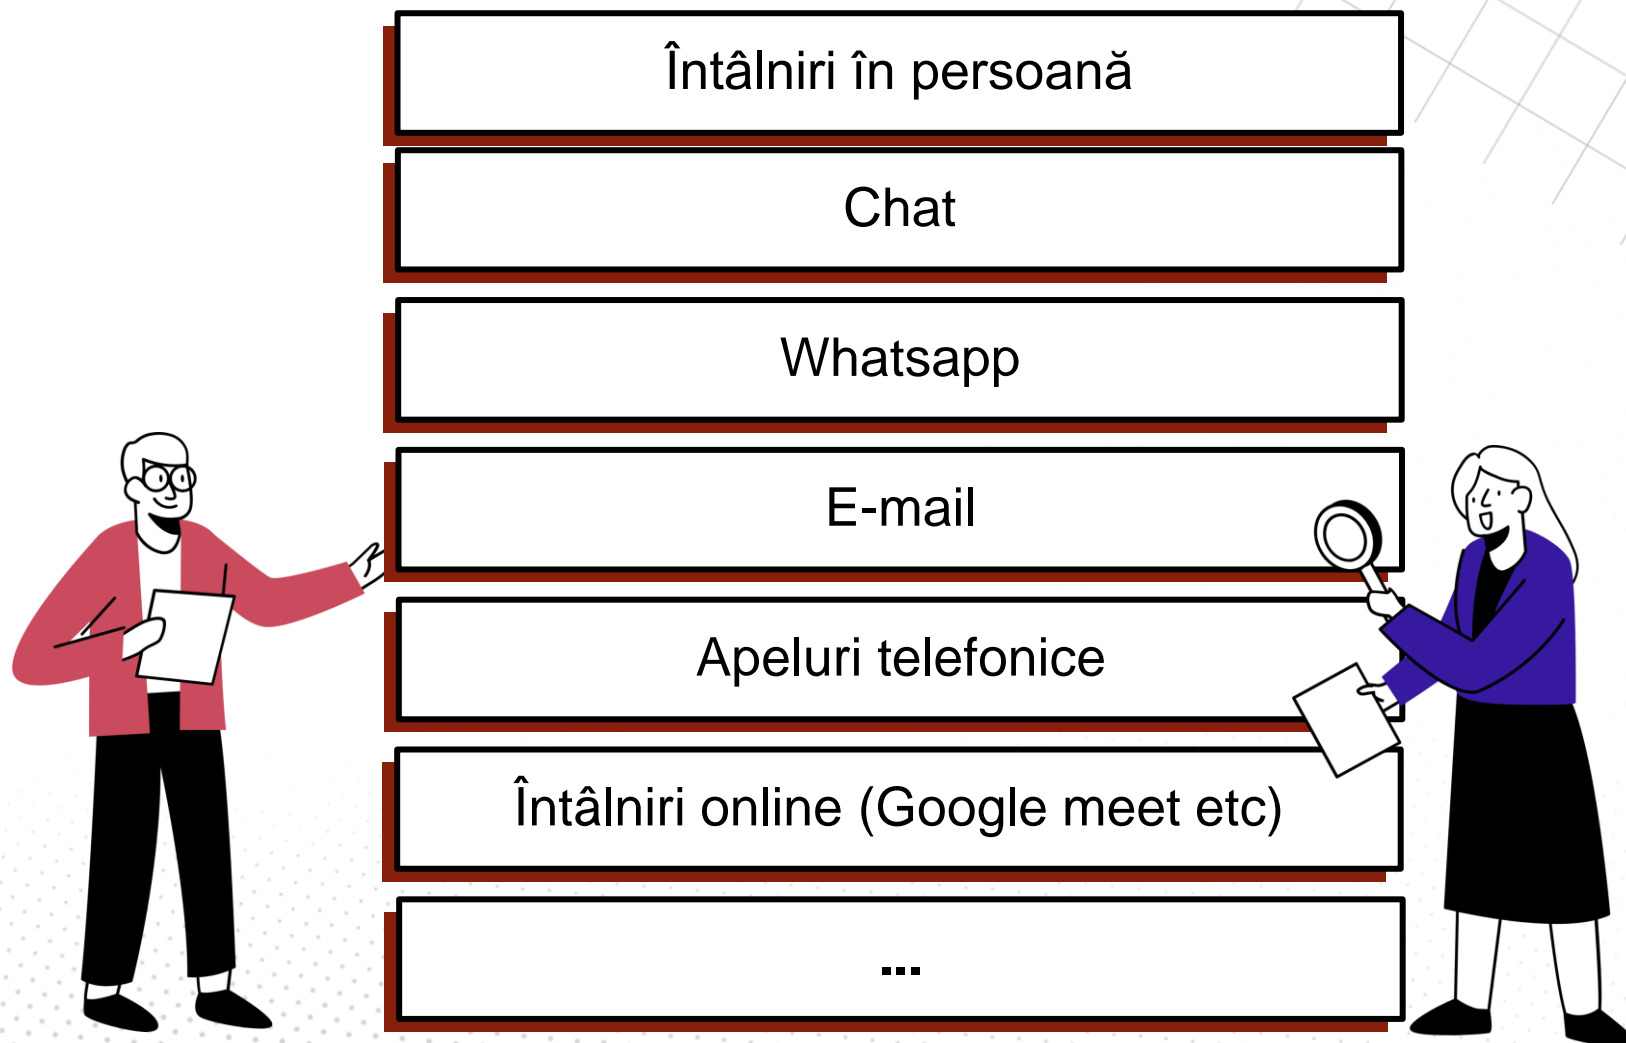 Întâlniri în persoană
Chat
Whatsapp
E-mail
Apeluri telefonice
Întâlniri online (Google meet etc)
...